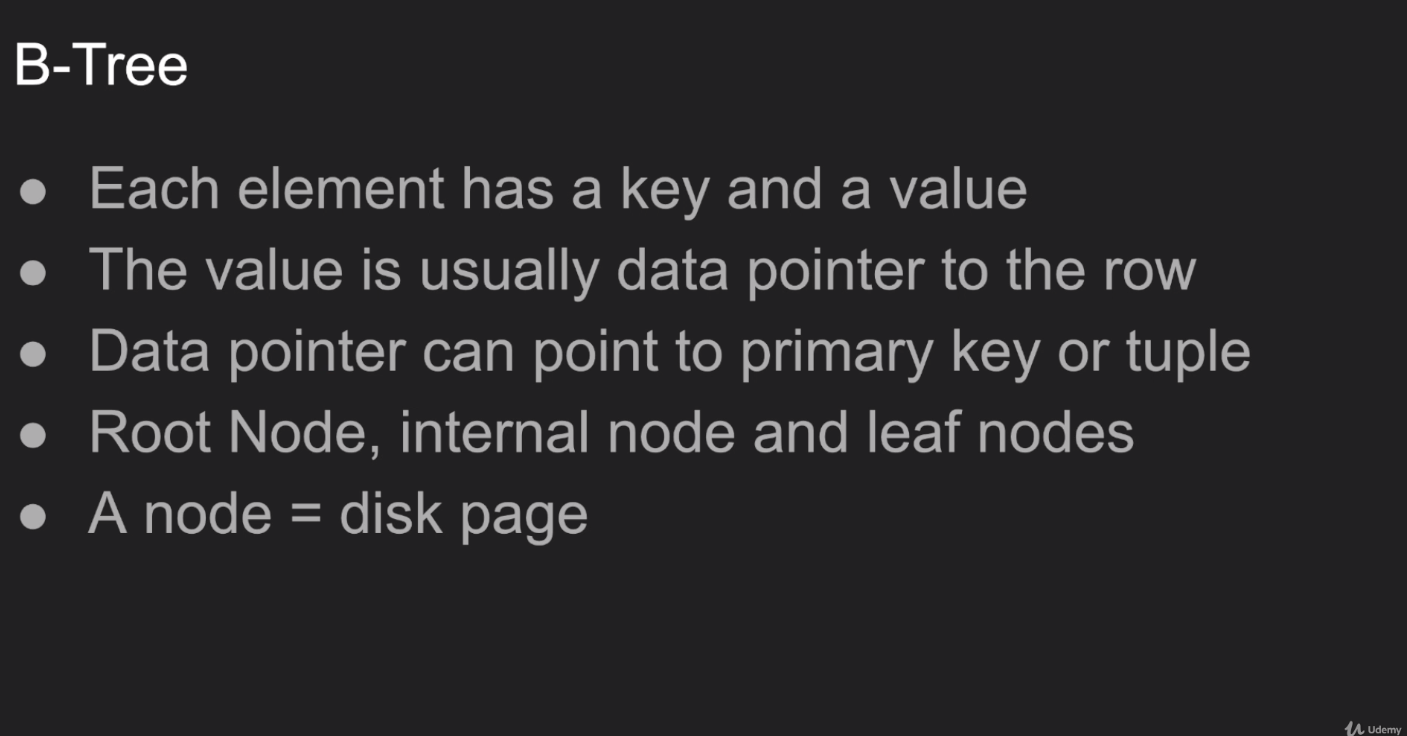 B-Tree
● Each element has a key and a value
● The value is usually data pointer to the row
● Data pointer can point to primary key or tuple
● Root Node, internal node and leaf nodes
● A node = disk page
Udemy